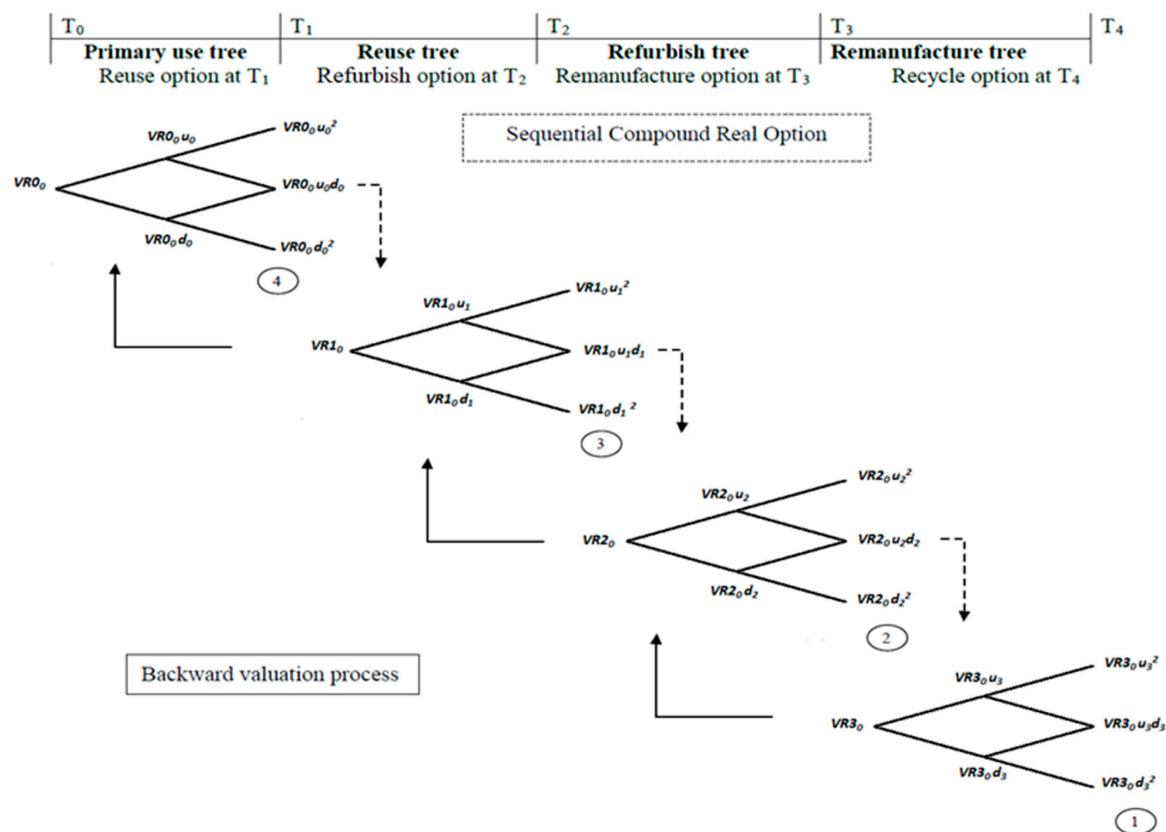 T₀ T₁ T₂ T₃ T₄
Primary use tree Reuse tree Refurbish tree Remanufacture tree
Reuse option at T₁ Refurbish option at T₂ Remanufacture option at T₃ Recycle option at T₄
Sequential Compound Real Option
VR0₀u₀²
VR0₀u₀
VR0₀ VR0₀u₀d₀
VR0₀d₀
VR0₀d₀²
4
VR1₀u₁²
VR1₀u₁
VR1₀ VR1₀u₁d₁
VR1₀d₁
VR1₀d₁²
3
VR2₀u₂²
VR2₀u₂
VR2₀ VR2₀u₂d₂
VR2₀d₂
VR2₀d₂²
2
Backward valuation process
VR3₀u₃²
VR3₀u₃
VR3₀ VR3₀u₃d₃
VR3₀d₃
VR3₀d₃²
1